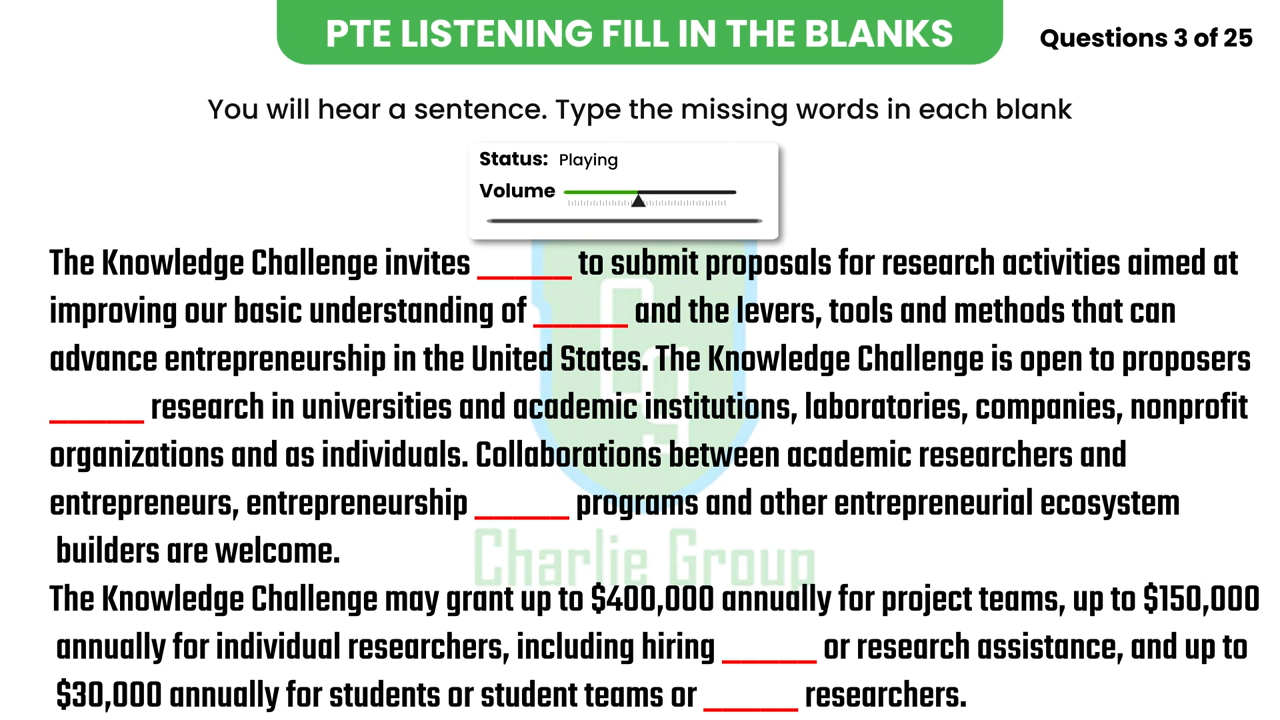 PTE LISTENING FILL IN THE BLANKS
Questions 3 of 25
You will hear a sentence. Type the missing words in each blank
Status: Playing
Volume
The Knowledge Challenge invites ______ to submit proposals for research activities aimed at
improving our basic understanding of ______ and the levers, tools and methods that can
advance entrepreneurship in the United States. The Knowledge Challenge is open to proposers
______ research in universities and academic institutions, laboratories, companies, nonprofit
organizations and as individuals. Collaborations between academic researchers and
entrepreneurs, entrepreneurship ______ programs and other entrepreneurial ecosystem
builders are welcome.
Charlie Group
The Knowledge Challenge may grant up to $400,000 annually for project teams, up to $150,000
annually for individual researchers, including hiring ______ or research assistance, and up to
$30,000 annually for students or student teams or ______ researchers.